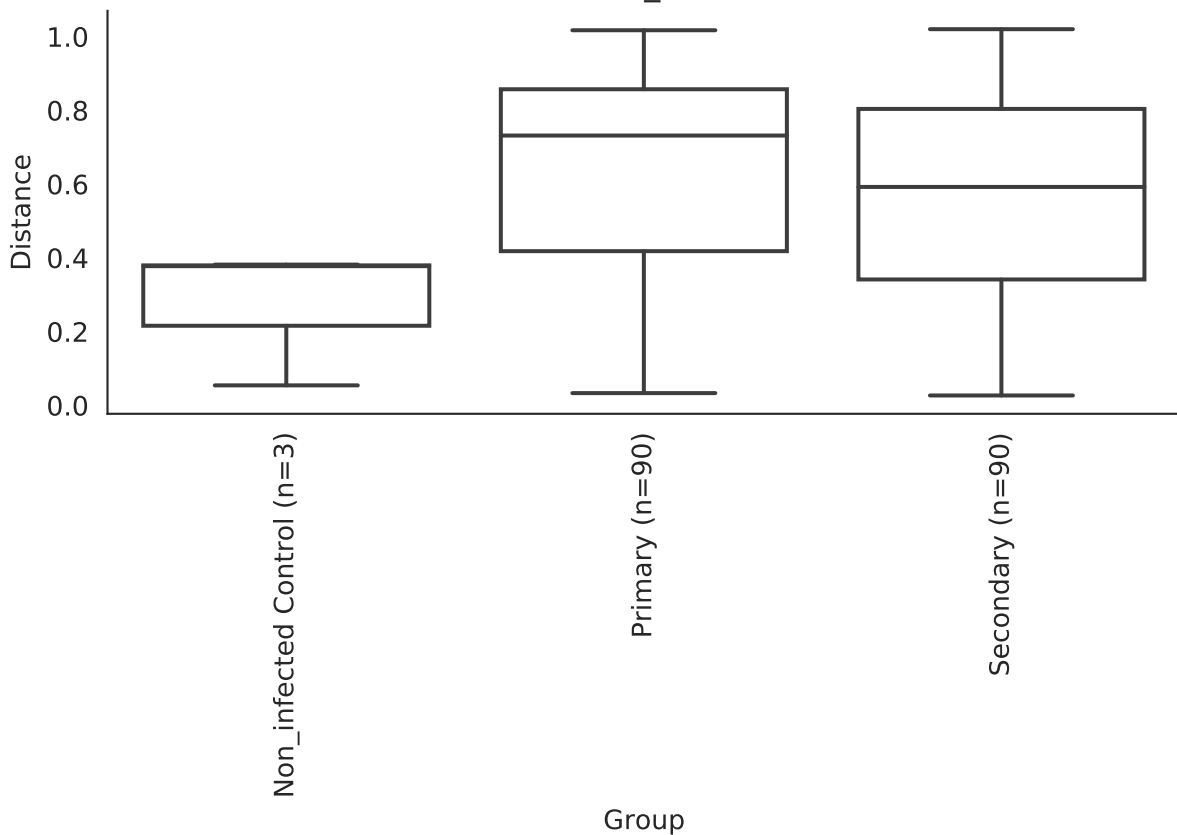 1.0
0.8
0.6
0.4
0.2
0.0
Distance
Non_infected Control (n=3)
Primary (n=90)
Secondary (n=90)
Group